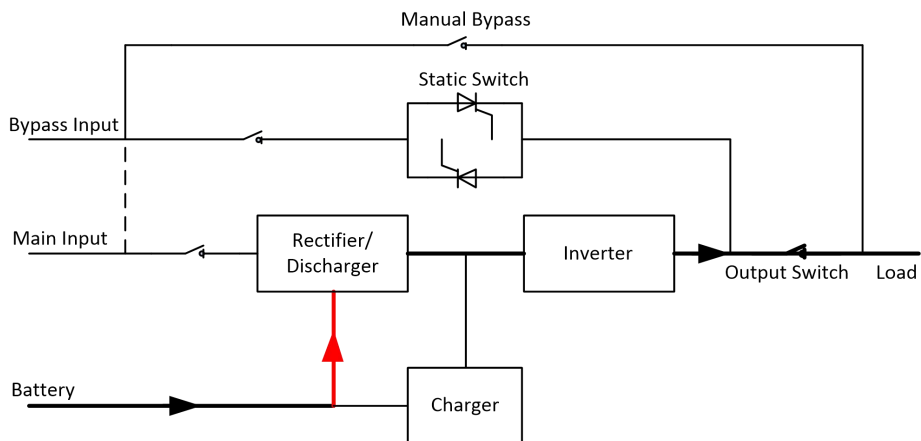 Manual Bypass
Static Switch
Bypass Input
Main Input
Rectifier/
Discharger
Inverter
Output Switch
Load
Battery
Charger